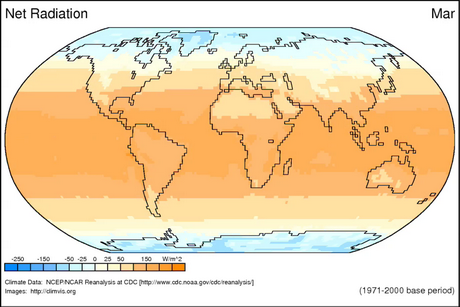 Net Radiation Mar
-250 -150 -50 -25 0 25 50 150 W/m^2
Climate Data: NCEP/NCAR Reanalysis at CDC [http://www.cdc.noaa.gov/cdc/reanalysis/]
Images: http://climvis.org (1971-2000 base period)